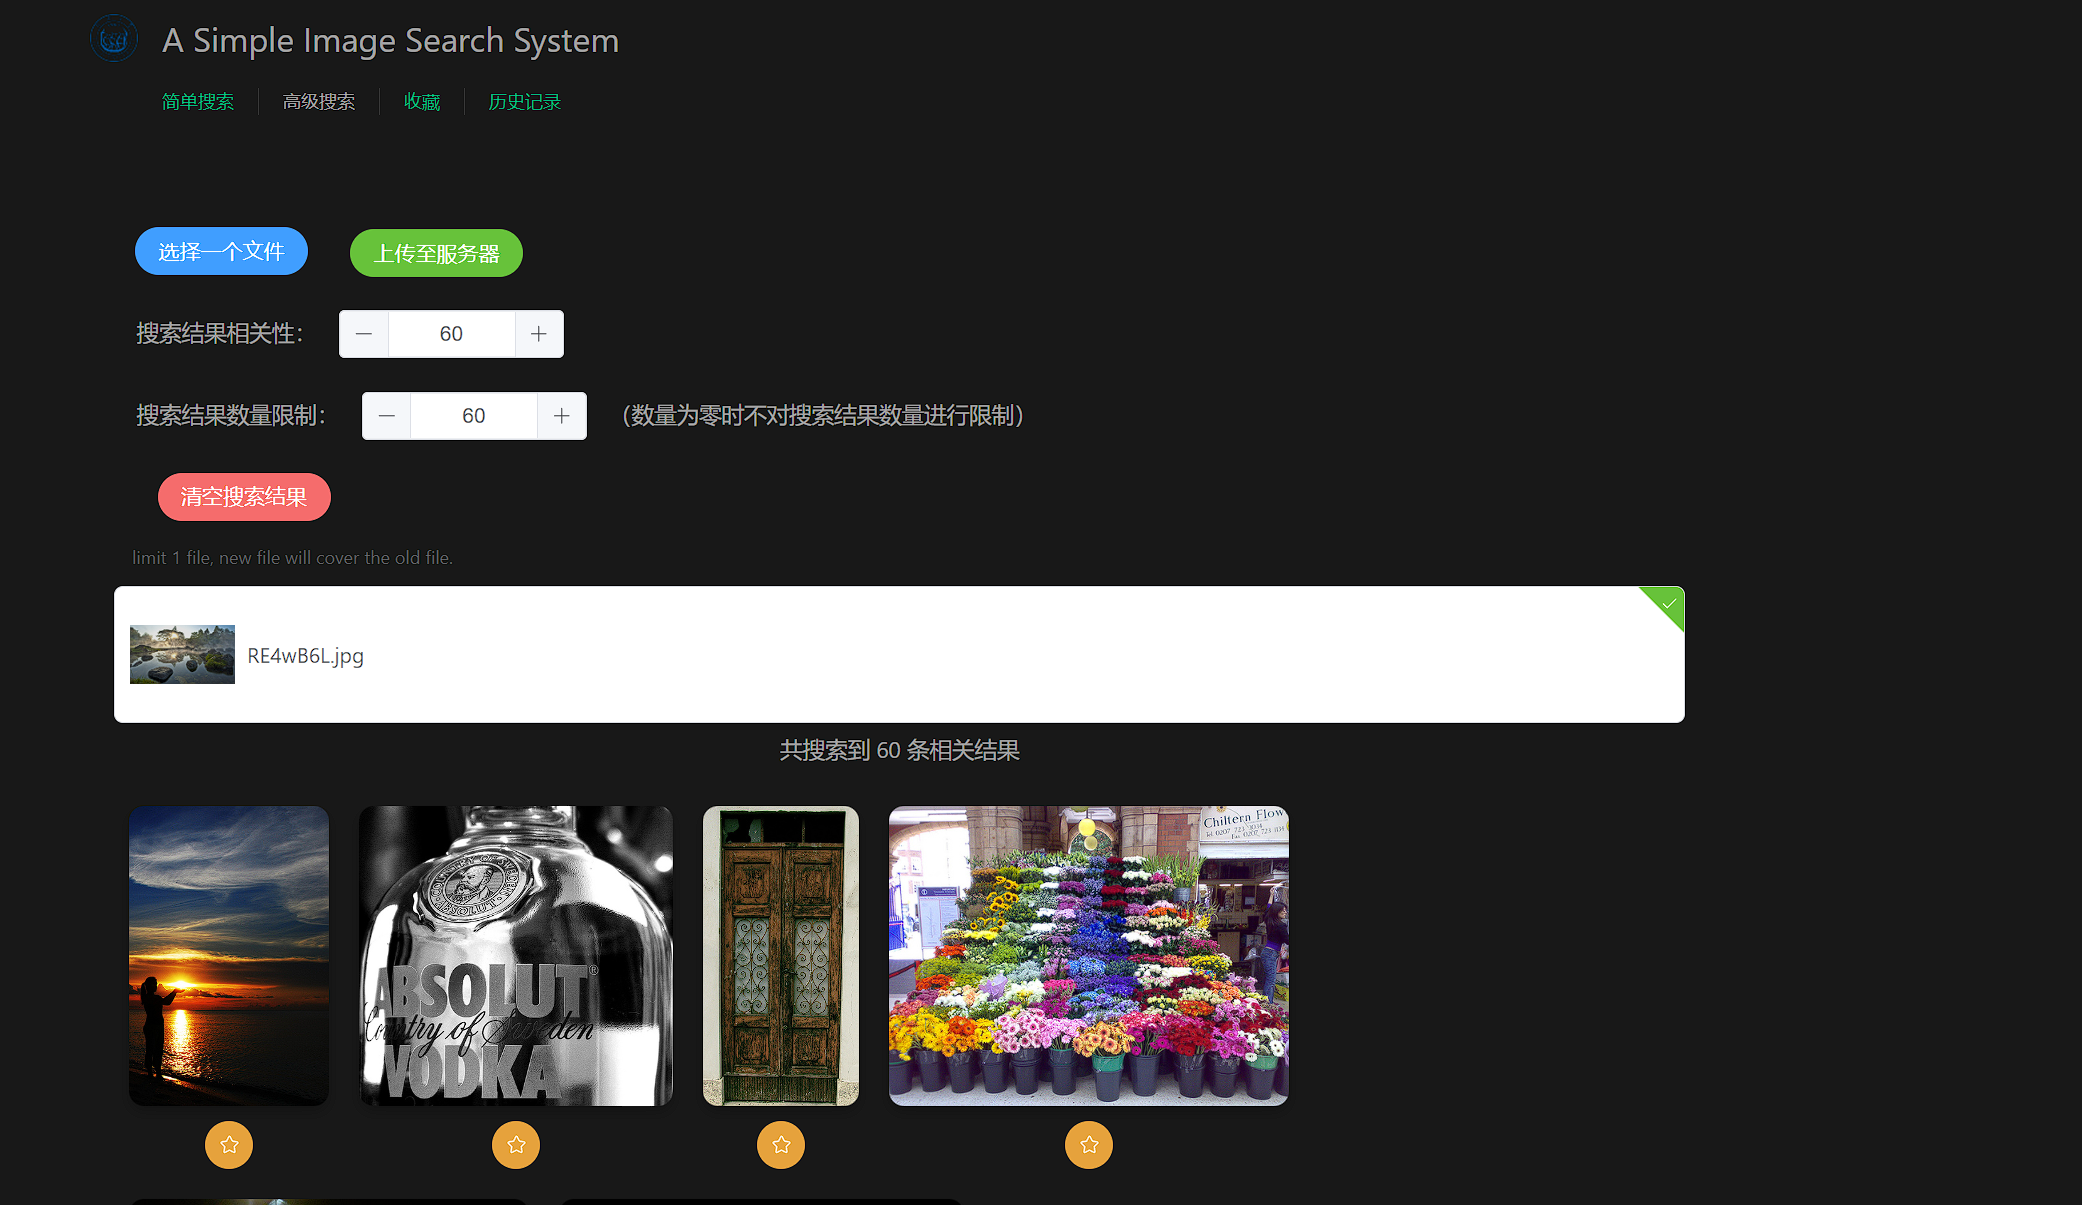 A Simple Image Search System
简单搜索 高级搜索 收藏 历史记录
选择一个文件 上传至服务器
搜索结果相关性： 60
搜索结果数量限制： 60 （数量为零时不对搜索结果数量进行限制）
清空搜索结果
limit 1 file, new file will cover the old file.
RE4wB6L.jpg
共搜索到 60 条相关结果
Chiltern Flow
Tel. 0207 723
ABSOLUT®
Country of Sweden
VODKA